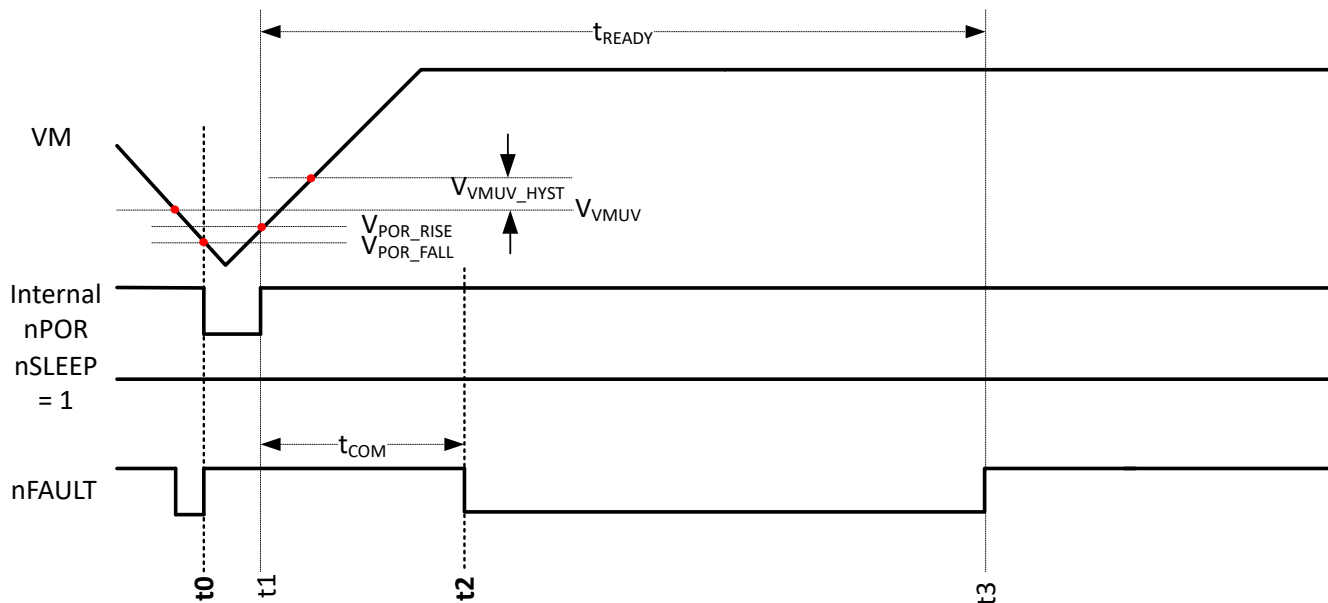 tREADY
VM
VVMUV_HYST
VVMUV
VPOR_RISE
VPOR_FALL
Internal
nPOR
nSLEEP
= 1
tCOM
nFAULT
t0
t1
t2
t3